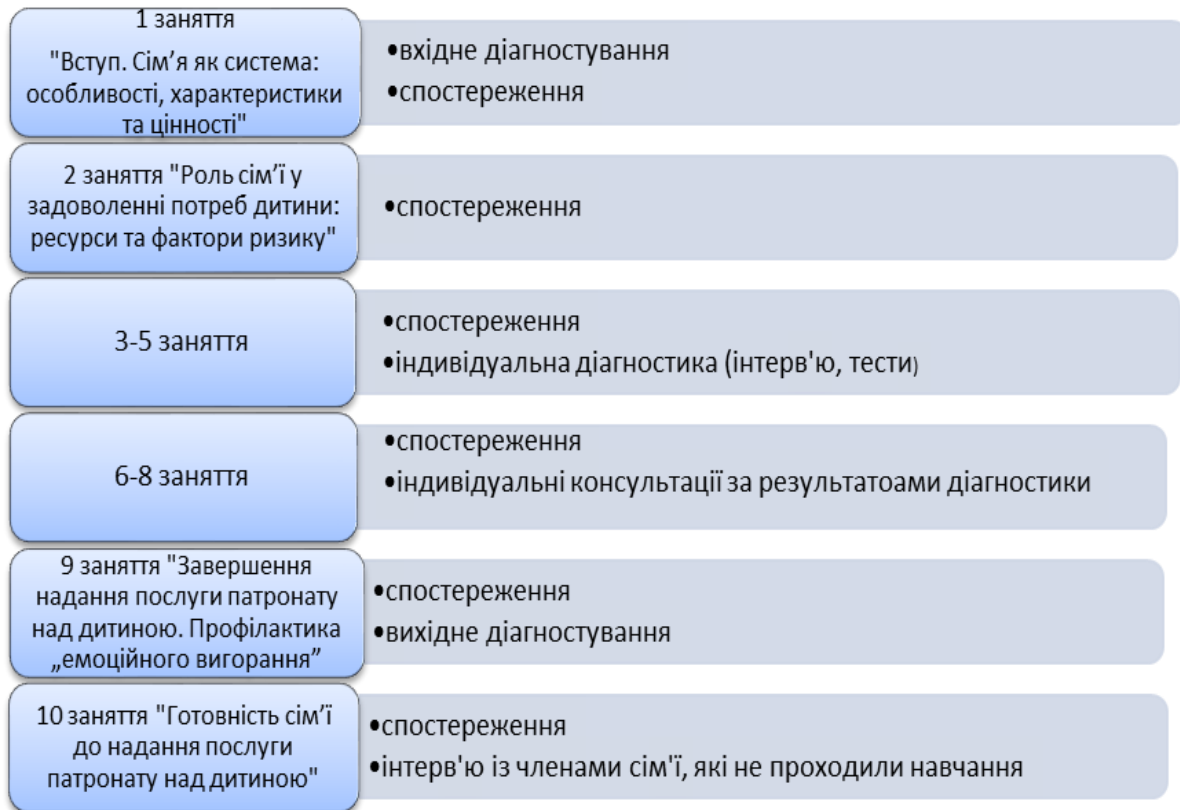 1 заняття
"Вступ. Сім’я як система:
особливості, характеристики
та цінності"
•вхідне діагностування
•спостереження
2 заняття "Роль сім’ї у
задоволенні потреб дитини:
ресурси та фактори ризику"
•спостереження
3-5 заняття
•спостереження
•індивідуальна діагностика (інтерв'ю, тести)
6-8 заняття
•спостереження
•індивідуальні консультації за результатоами діагностики
9 заняття "Завершення
надання послуги патронату
над дитиною. Профілактика
„емоційного вигорання”
•спостереження
•вихідне діагностування
10 заняття "Готовність сім’ї
до надання послуги
патронату над дитиною"
•спостереження
•інтерв'ю із членами сім'ї, які не проходили навчання